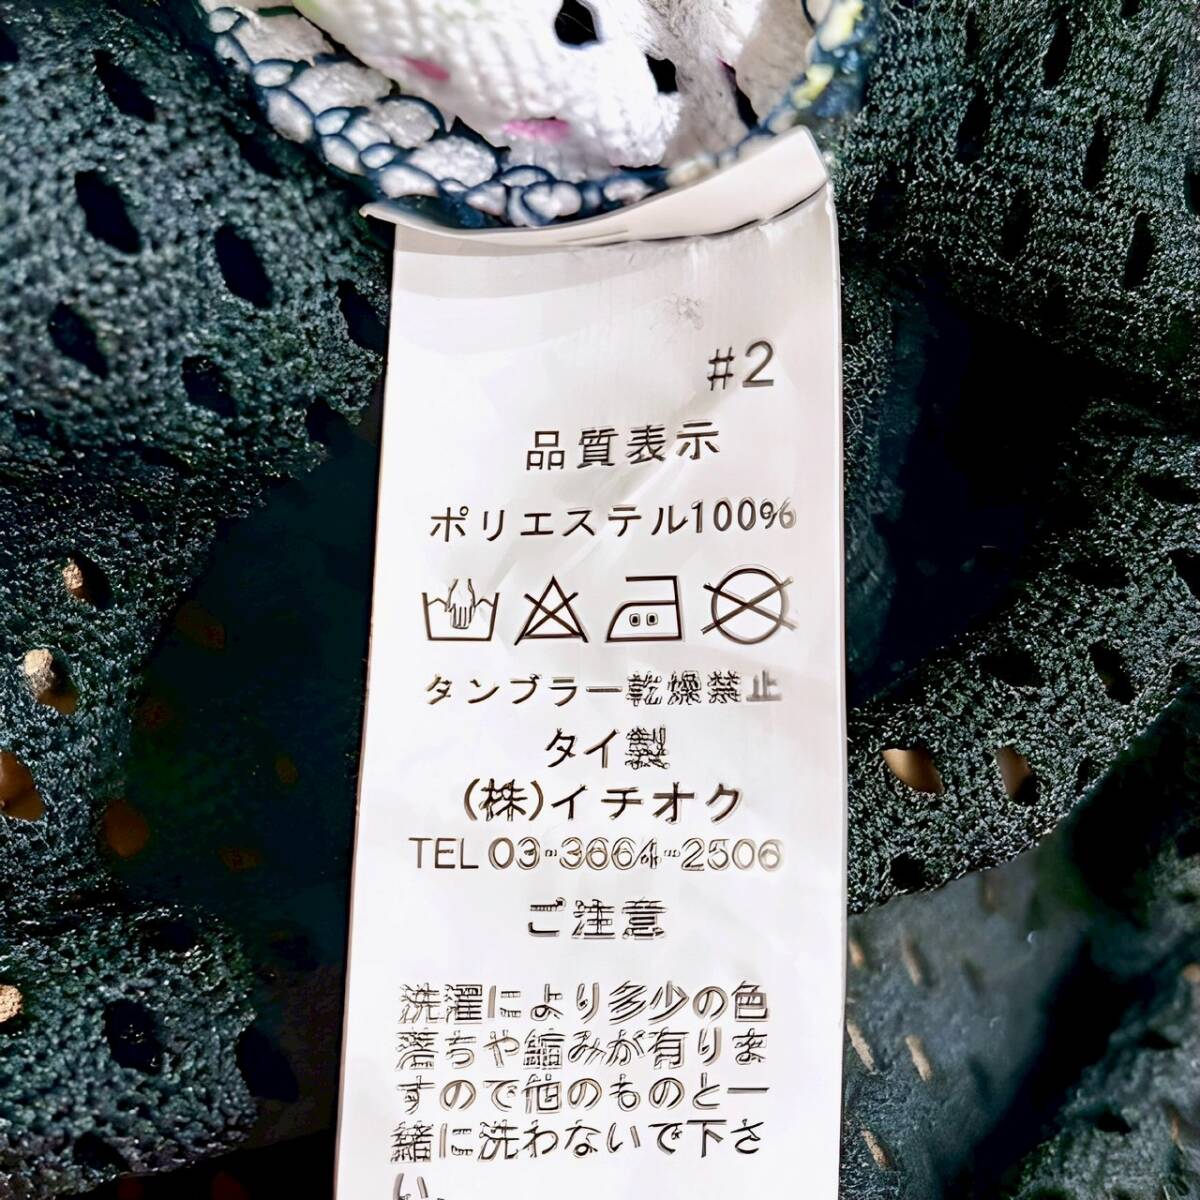 #2
品質表示
ポリエステル100%
タンブラー乾燥禁止
タイ製
(株)イチオク
TEL 03-3664-2506
ご注意
洗濯により多少の色
落ちや縮みが有りま
すので他のものと一
緒に洗わないで下さ
い。